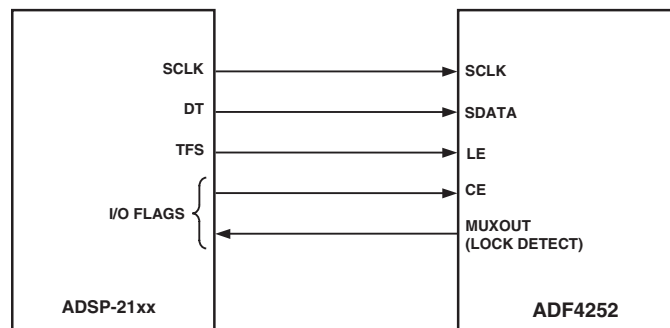 SCLK
DT
TFS
I/O FLAGS
ADSP-21xx
SCLK
SDATA
LE
CE
MUXOUT
(LOCK DETECT)
ADF4252